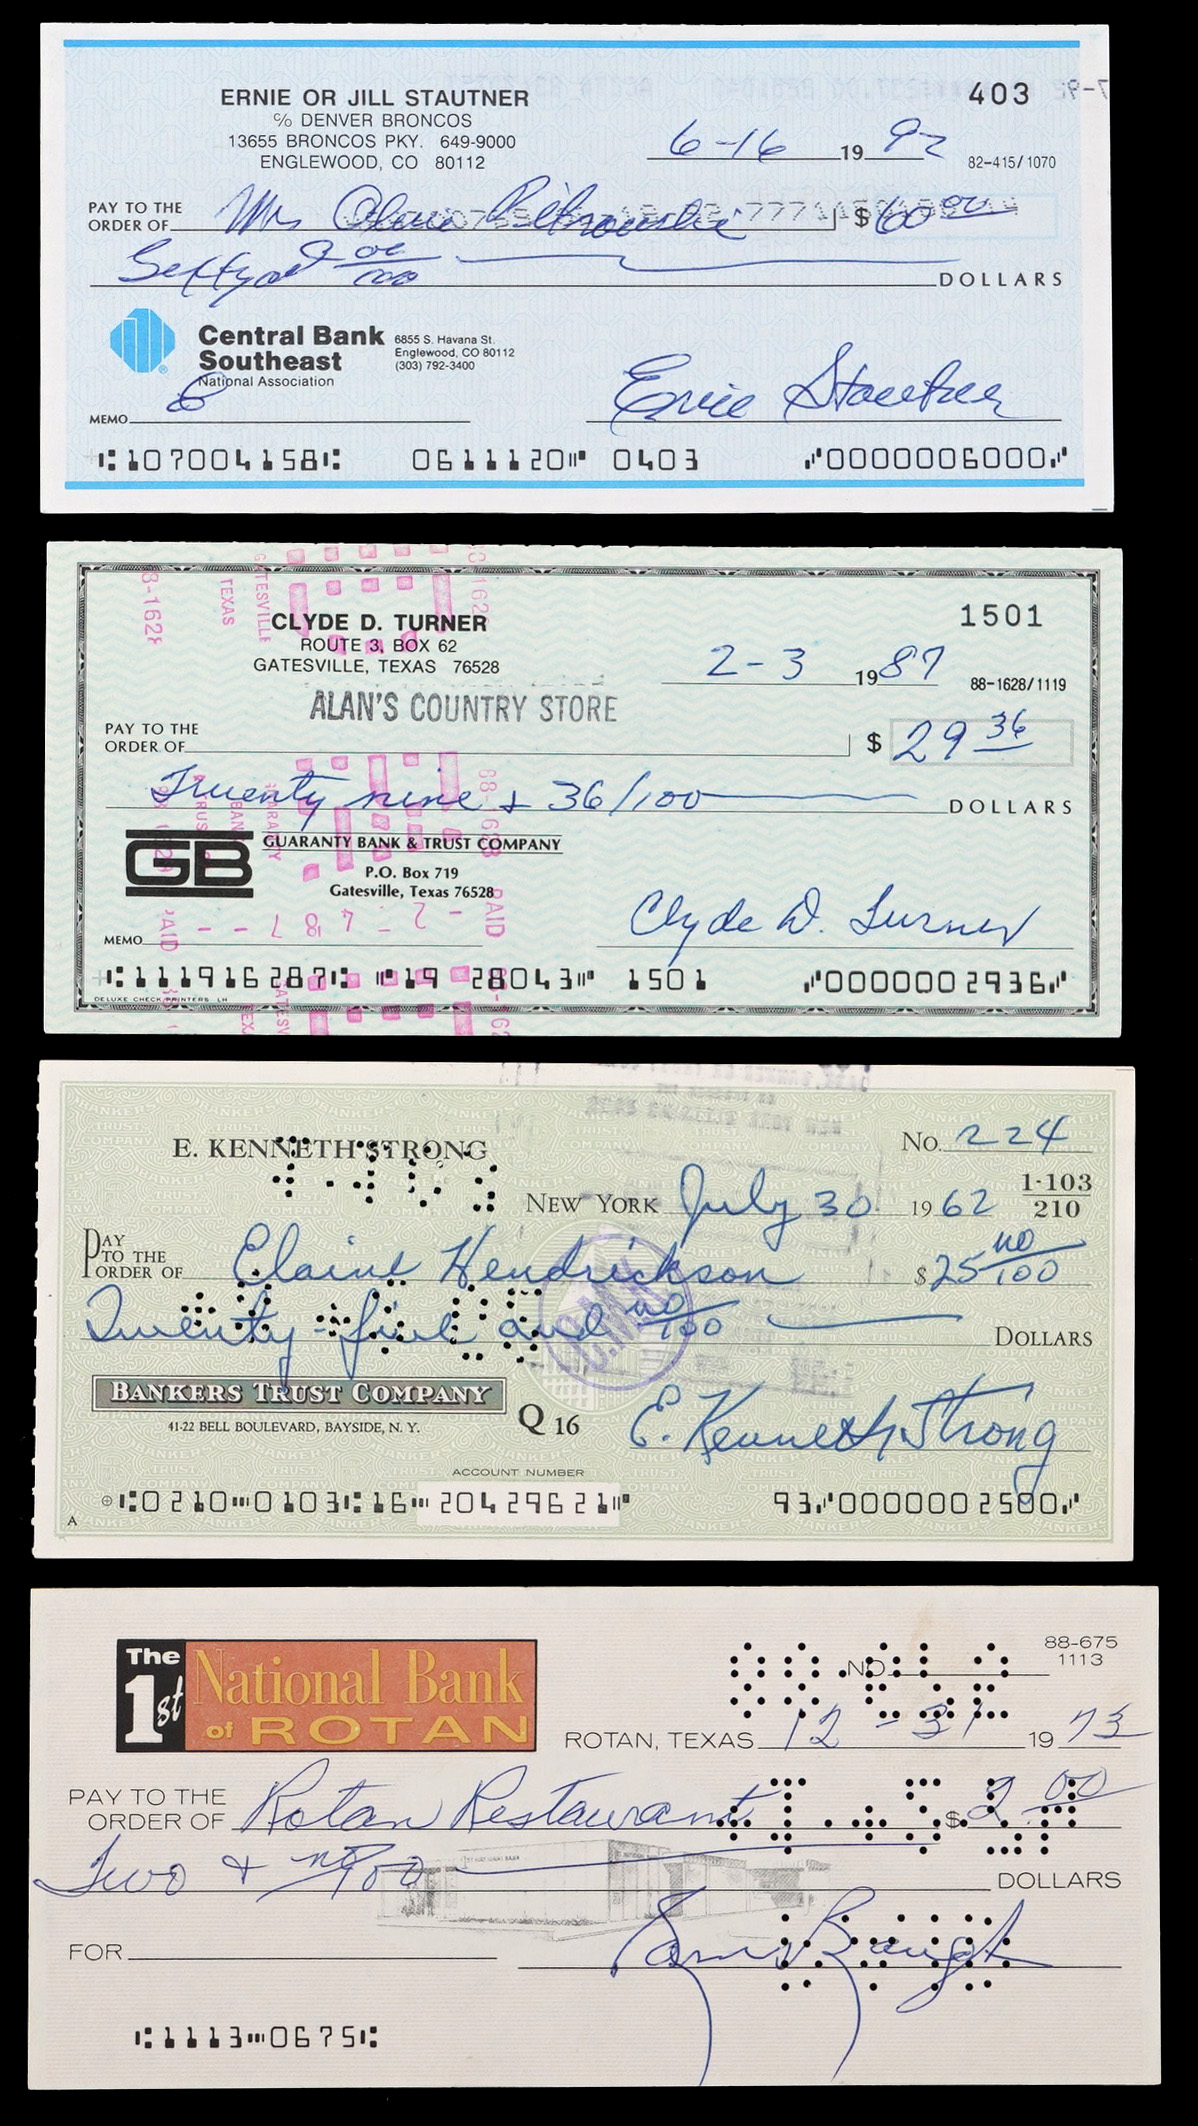 ERNIE OR JILL STAUTNER
℅ DENVER BRONCOS
13655 BRONCOS PKY. 649-9000
ENGLEWOOD, CO 80112
403
6-16 19 92
82-415/1070
PAY TO THE
ORDER OF Mrs $ 60 00
DOLLARS
Central Bank
Southeast
National Association
6855 S. Havana St.
Englewood, CO 80112
(303) 792-3400
MEMO
Ernie Stautner
107004158 0611120 0403 0000006000
CLYDE D. TURNER
ROUTE 3, BOX 62
GATESVILLE, TEXAS 76528
1501
2-3 1987
88-1628/1119
ALAN'S COUNTRY STORE
PAY TO THE
ORDER OF $ 29 36
Twenty nine & 36/100 DOLLARS
GB
GUARANTY BANK & TRUST COMPANY
P.O. Box 719
Gatesville, Texas 76528
PAID
MEMO
Clyde D. Turner
111916287 19 28043 1501 0000002936
DELUXE CHECK PRINTERS LH
E. KENNETH STRONG
No. 224
NEW YORK July 30 1962
1-103
210
PAY
TO THE
ORDER OF Elaine Hendrickson $25 no/100
Twenty-five and no/100 DOLLARS
BANKERS TRUST COMPANY
41-22 BELL BOULEVARD, BAYSIDE, N. Y.
Q 16
E. Kenneth Strong
ACCOUNT NUMBER
0210 0103 16 20429621 93 0000002500
A
The 1st National Bank
of ROTAN
NO.
88-675
1113
ROTAN, TEXAS 12-31 1973
PAY TO THE
ORDER OF Rotan Restaurant $ 2 00
Two & no/100 DOLLARS
FOR
Sam Baugh
1113 0675